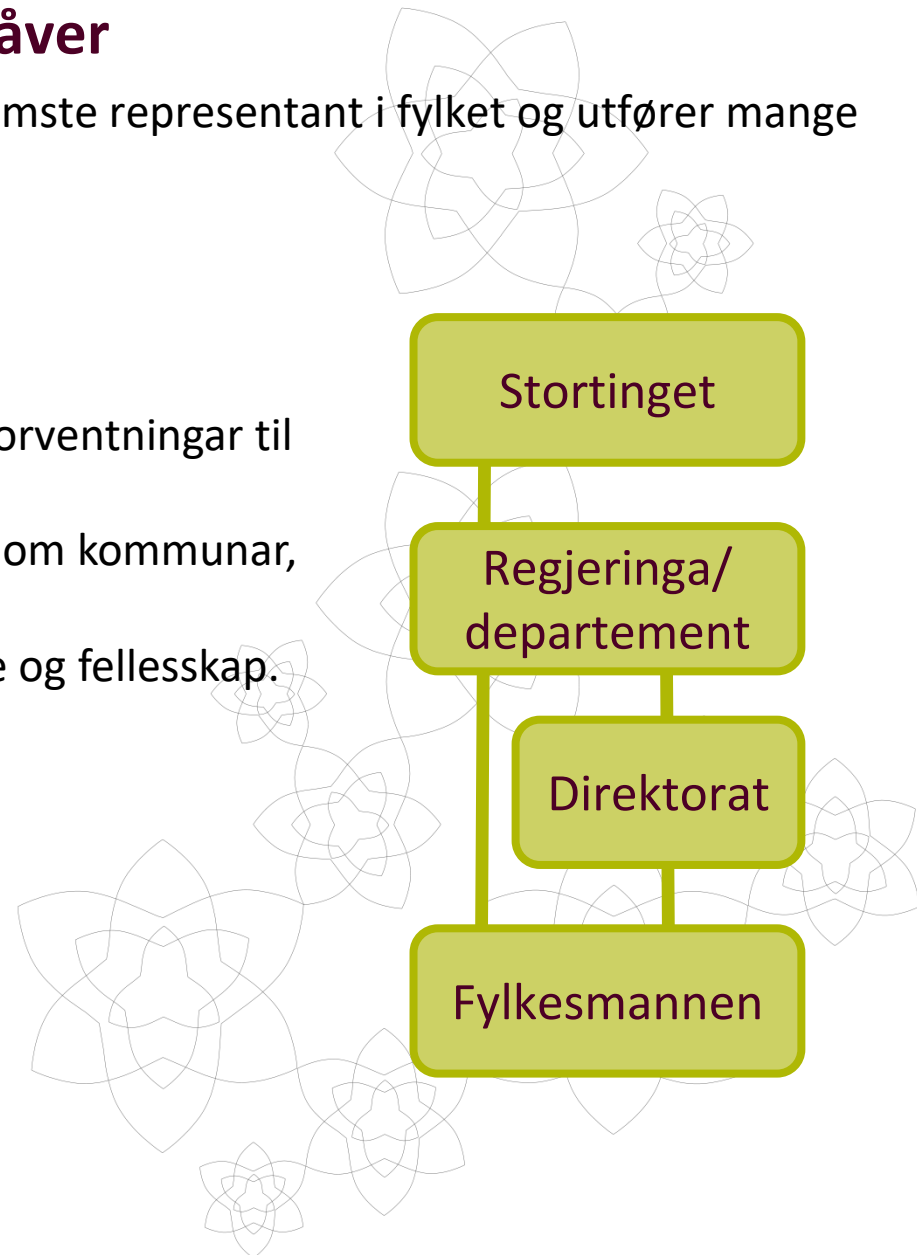 åver
mste representant i fylket og utfører mange
orventningar til
om kommunar,
e og fellesskap.
Stortinget
Regjeringa/
departement
Direktorat
Fylkesmannen